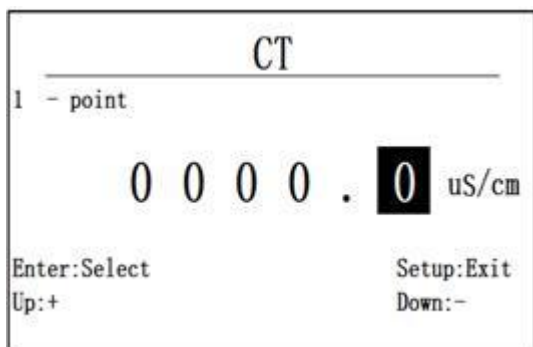 CT
1 - point
0 0 0 0 . 0 uS/cm
Enter:Select Setup:Exit
Up:+ Down:-